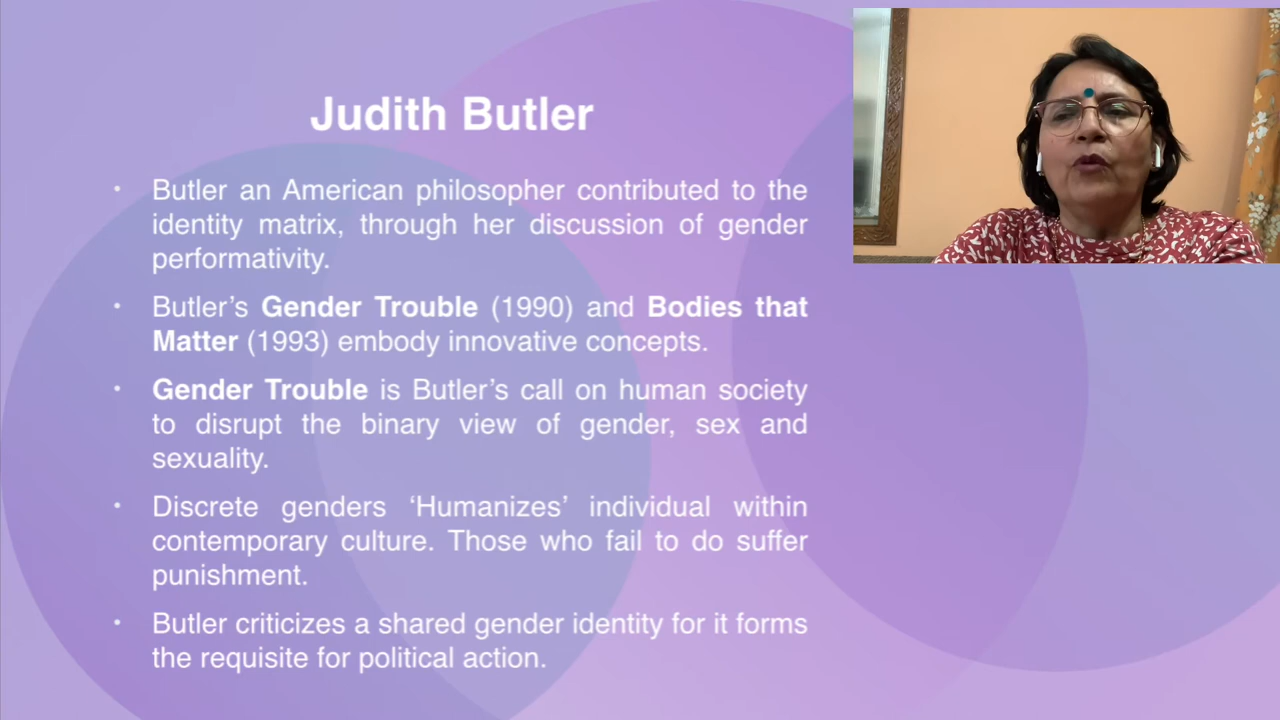 Judith Butler
• Butler an American philosopher contributed to the
identity matrix, through her discussion of gender
performativity.
• Butler’s Gender Trouble (1990) and Bodies that
Matter (1993) embody innovative concepts.
• Gender Trouble is Butler’s call on human society
to disrupt the binary view of gender, sex and
sexuality.
• Discrete genders ‘Humanizes’ individual within
contemporary culture. Those who fail to do suffer
punishment.
• Butler criticizes a shared gender identity for it forms
the requisite for political action.